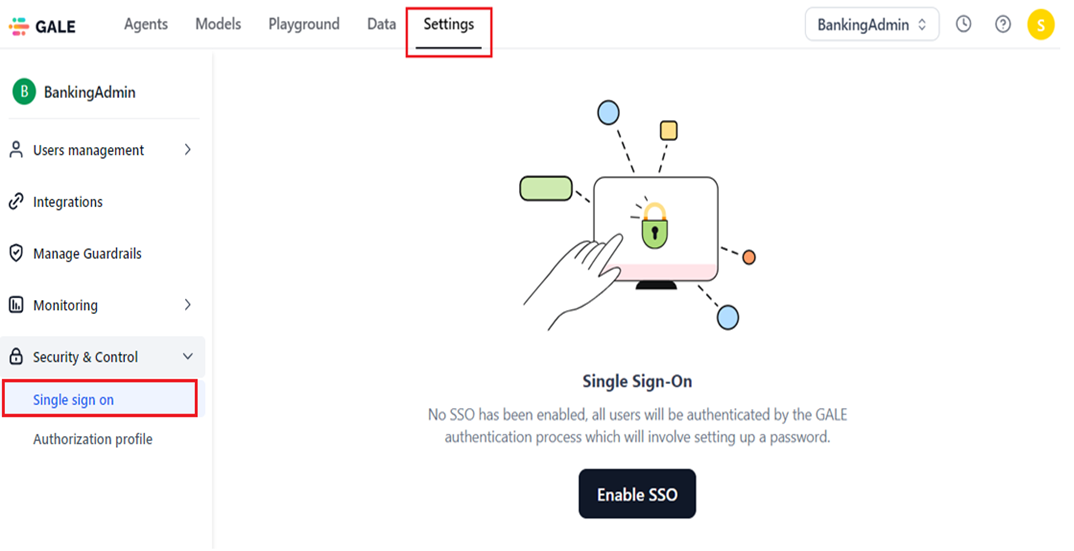 GALE
Agents
Models
Playground
Data
Settings
BankingAdmin
S
B
BankingAdmin
Users management
Integrations
Manage Guardrails
Monitoring
Security & Control
Single sign on
Authorization profile
Single Sign-On
No SSO has been enabled, all users will be authenticated by the GALE
authentication process which will involve setting up a password.
Enable SSO